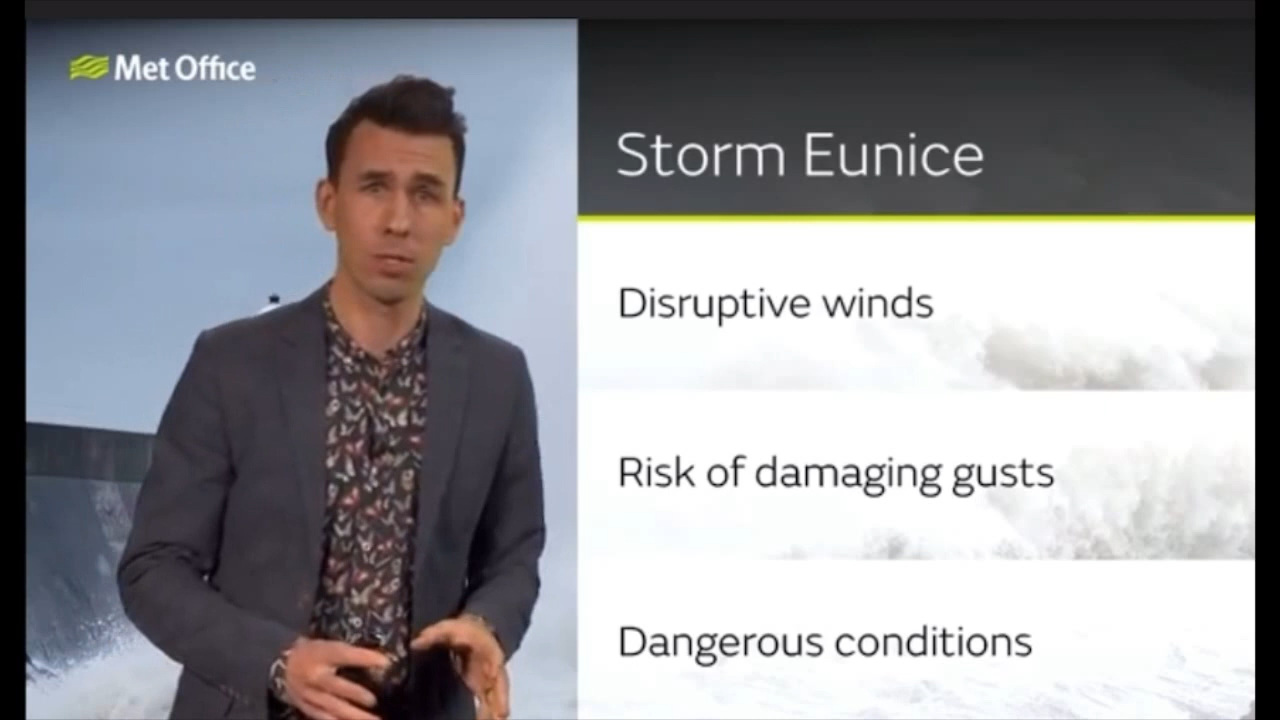 Met Office
Storm Eunice
Disruptive winds
Risk of damaging gusts
Dangerous conditions